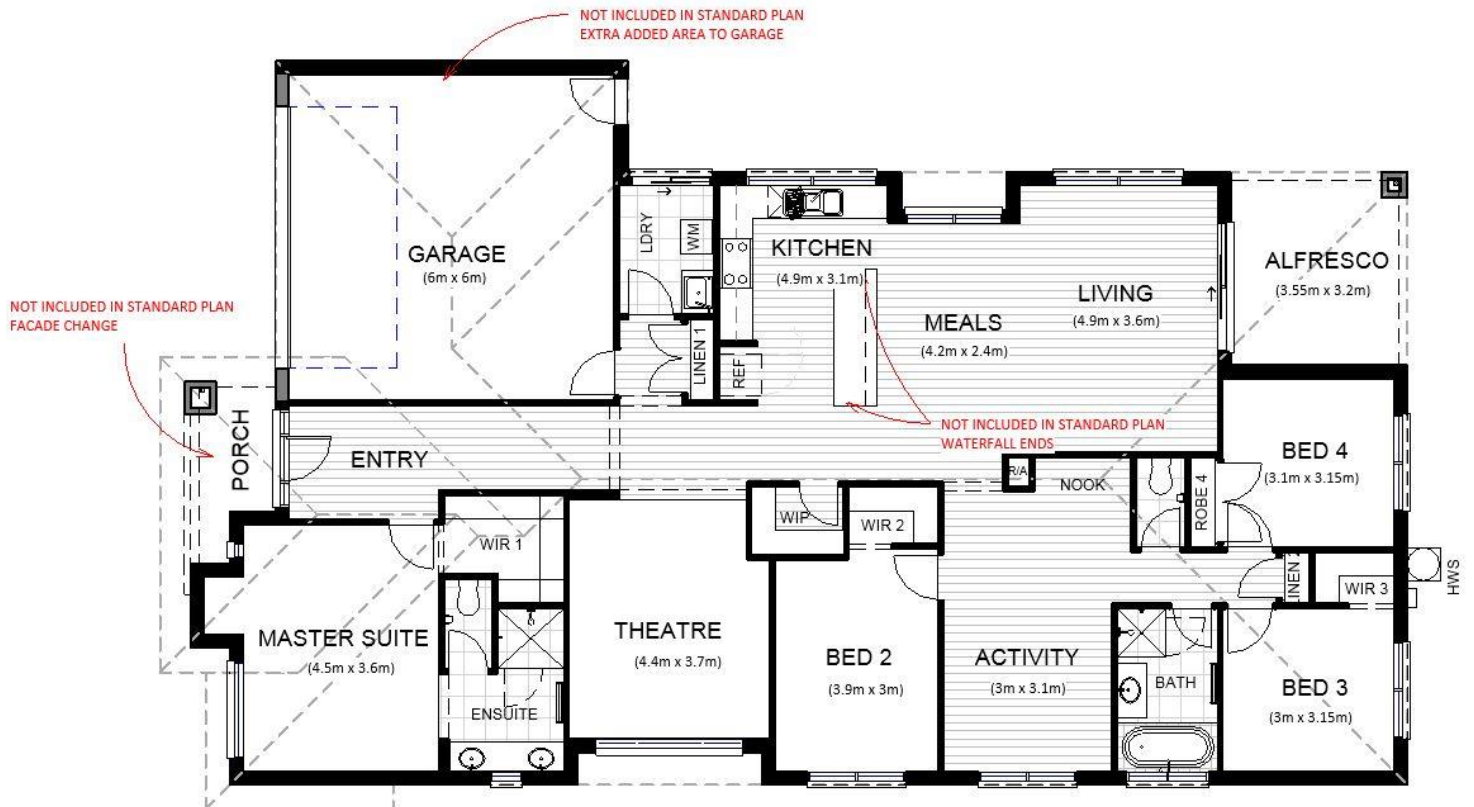 NOT INCLUDED IN STANDARD PLAN
EXTRA ADDED AREA TO GARAGE
GARAGE
(6m x 6m)
LDRY
WM
KITCHEN
(4.9m x 3.1m)
LIVING
(4.9m x 3.6m)
MEALS
(4.2m x 2.4m)
ALFRESCO
(3.55m x 3.2m)
NOT INCLUDED IN STANDARD PLAN
FACADE CHANGE
LINEN 1
REF
NOT INCLUDED IN STANDARD PLAN
WATERFALL ENDS
PORCH
ENTRY
R/A
NOOK
ROBE 4
BED 4
(3.1m x 3.15m)
WIR 1
WIP
WIR 2
LINEN 2
WIR 3
HWS
MASTER SUITE
(4.5m x 3.6m)
THEATRE
(4.4m x 3.7m)
BED 2
(3.9m x 3m)
ACTIVITY
(3m x 3.1m)
BATH
BED 3
(3m x 3.15m)
ENSUITE